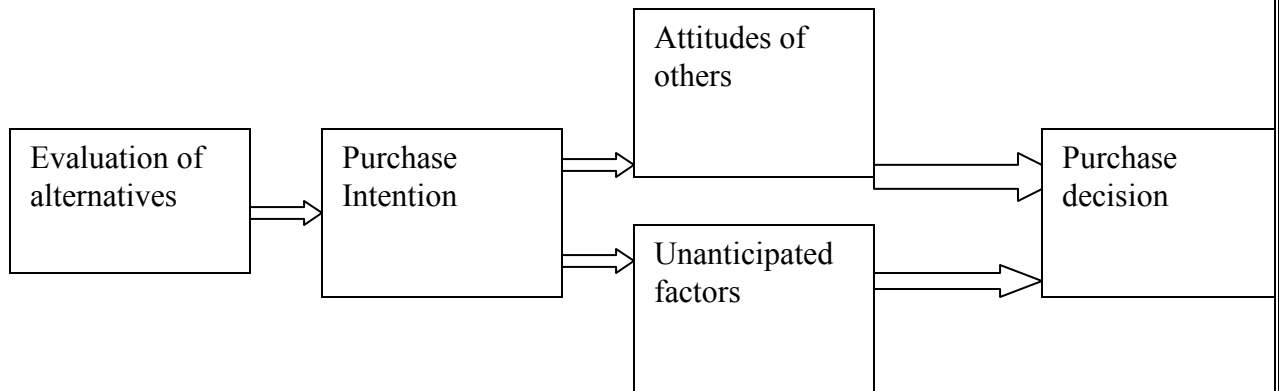 Attitudes of
others
Evaluation of
alternatives
Purchase
Intention
Purchase
decision
Unanticipated
factors